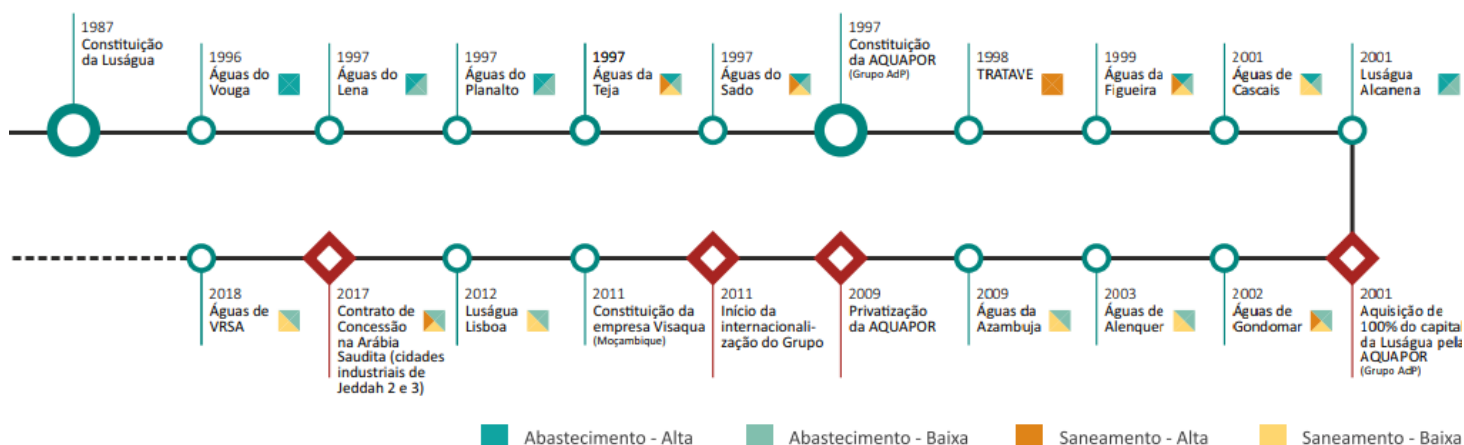 1987
Constituição
da Luságua
1996
Águas do
Vouga
1997
Águas do
Lena
1997
Águas do
Planalto
1997
Águas da
Teja
1997
Águas do
Sado
1997
Constituição
da AQUAPOR
(Grupo AdP)
1998
TRATAVE
1999
Águas da
Figueira
2001
Águas de
Cascais
2001
Luságua
Alcanena
2018
Águas de
VRSA
2017
Contrato de
Concessão
na Arábia
Saudita (cidades
industriais de
Jeddah 2 e 3)
2012
Luságua
Lisboa
2011
Constituição da
empresa Visaqua
(Moçambique)
2011
Início da
internacionali-
zação do Grupo
2009
Privatização
da AQUAPOR
2009
Águas da
Azambuja
2003
Águas de
Alenquer
2002
Águas de
Gondomar
2001
Aquisição de
100% do capital
da Luságua pela
AQUAPOR
(Grupo AdP)
Abastecimento - Alta
Abastecimento - Baixa
Saneamento - Alta
Saneamento - Baixa